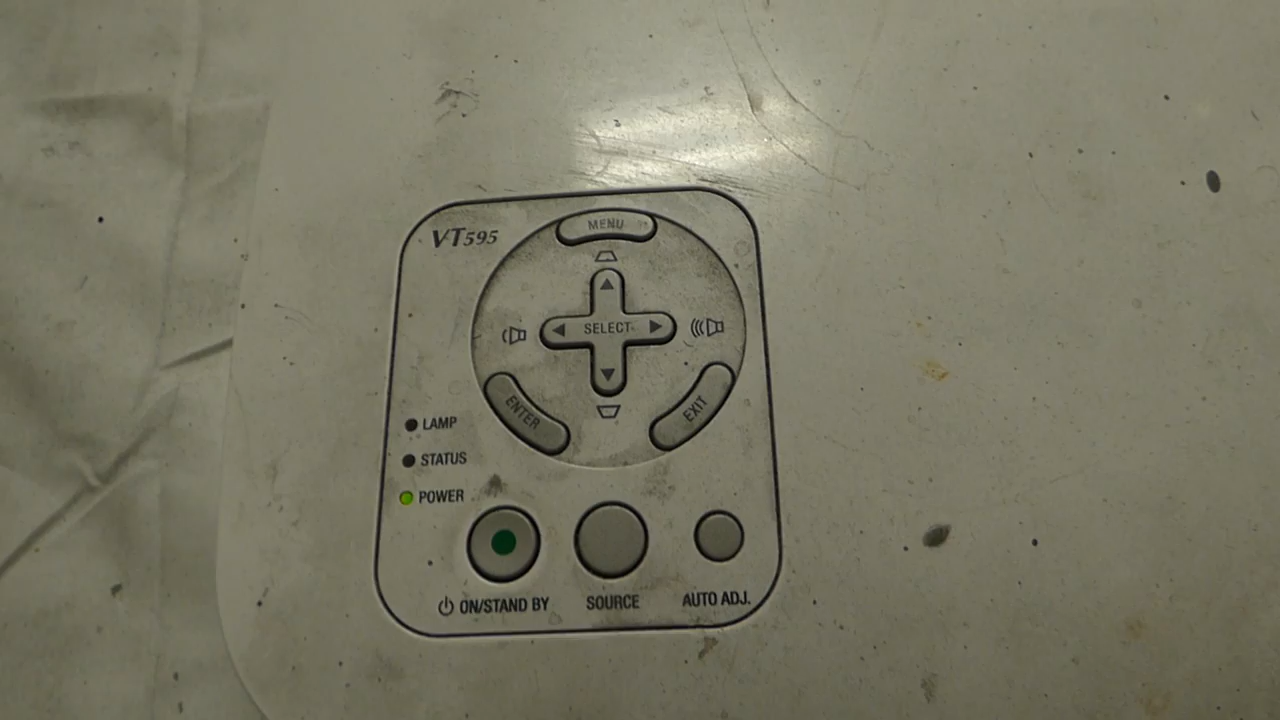 VT595
MENU
SELECT
ENTER
EXIT
LAMP
STATUS
POWER
ON/STAND BY
SOURCE
AUTO ADJ.